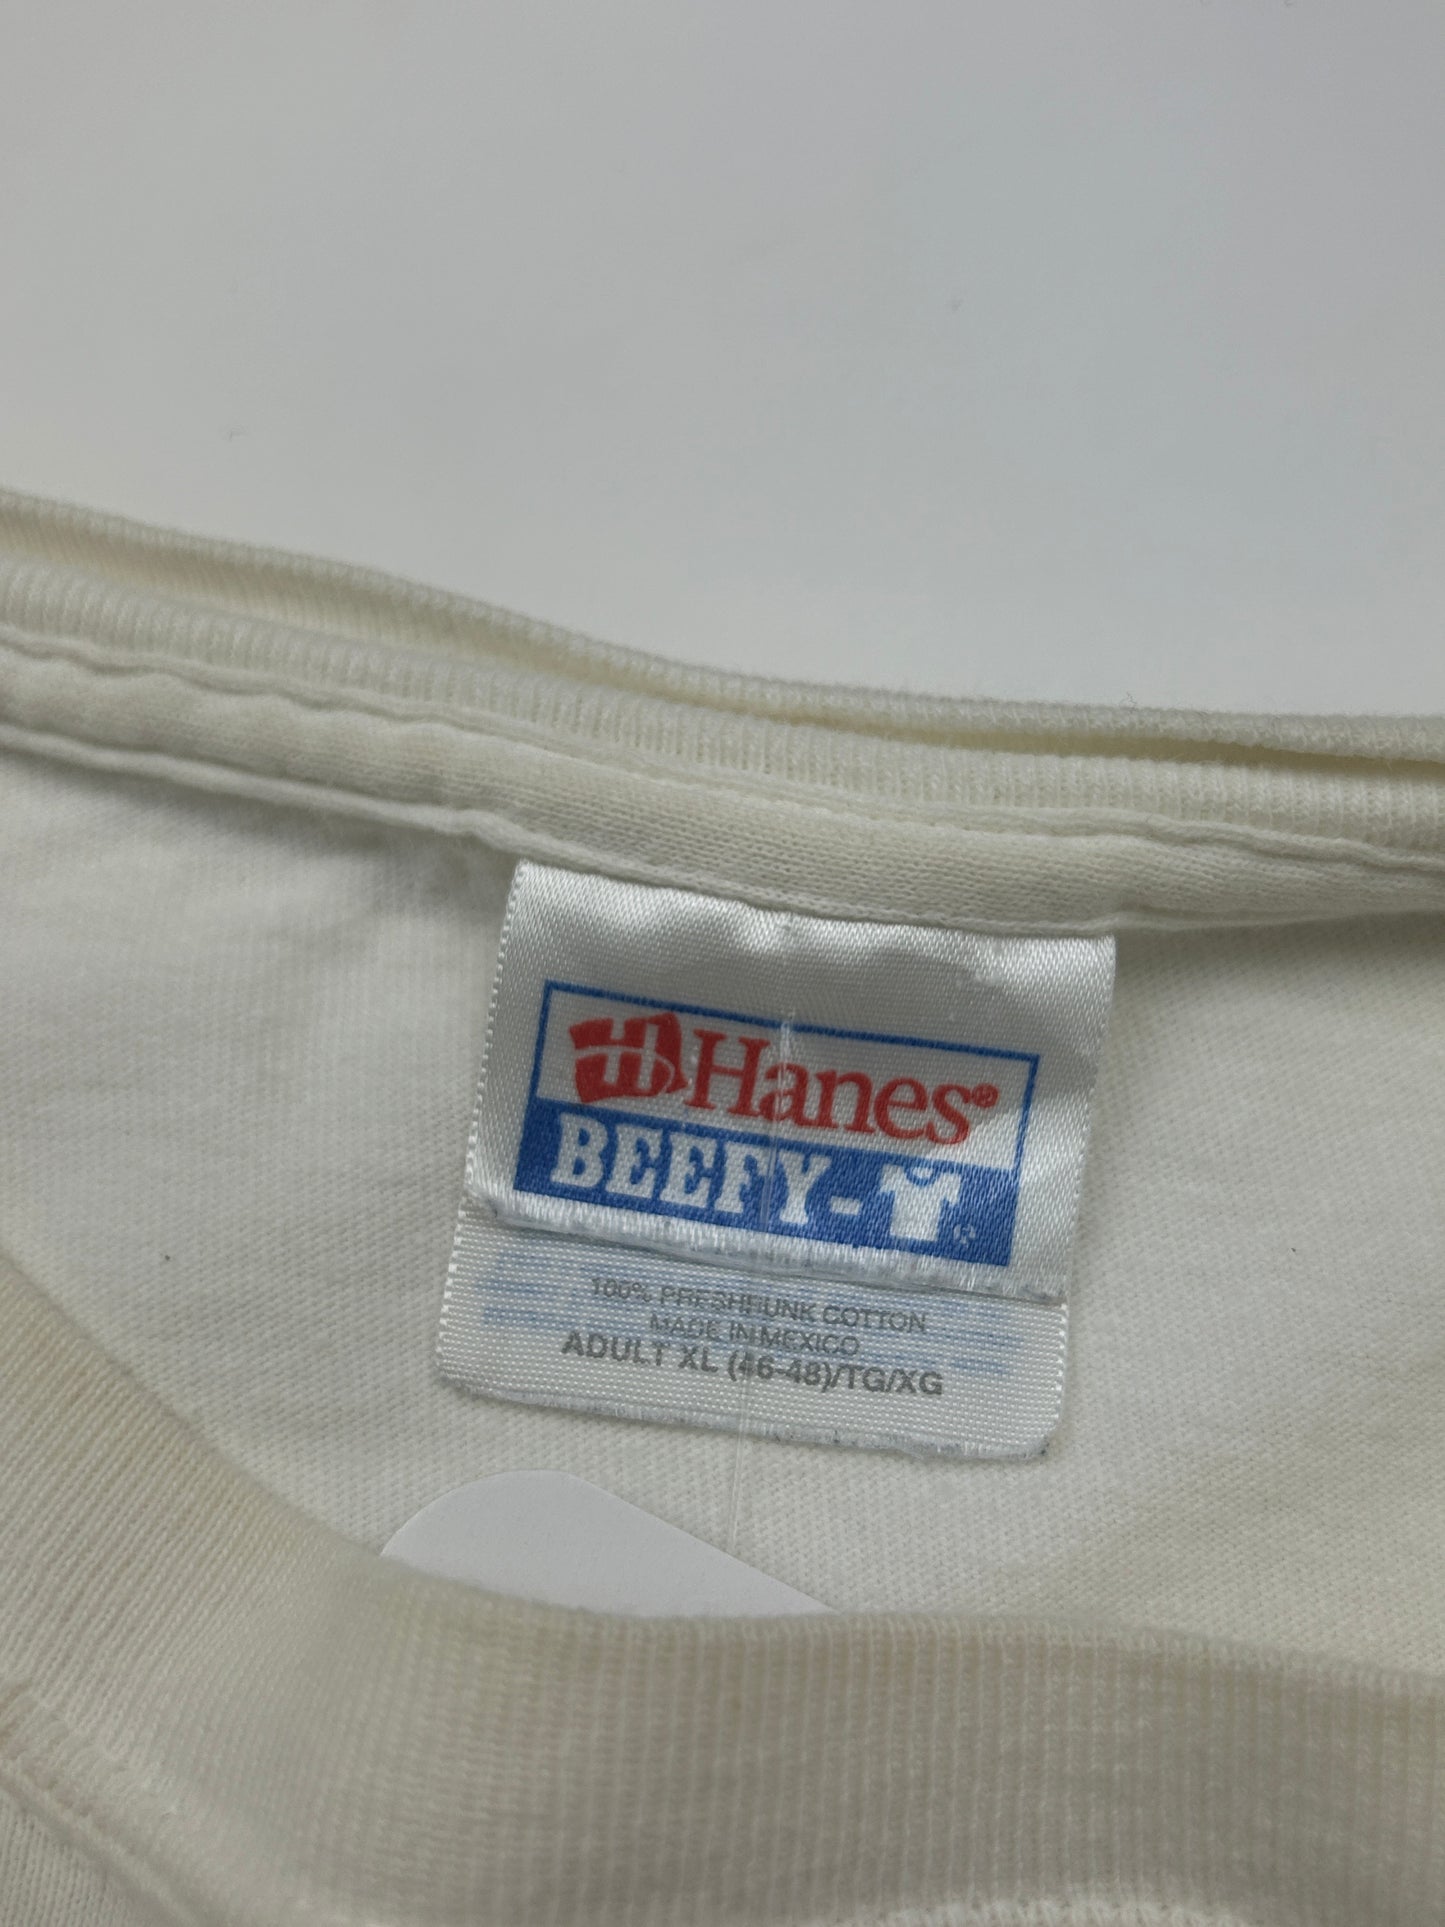 Hanes®
BEEFY-
100% PRESHRUNK COTTON
MADE IN MEXICO
ADULT XL (46-48)/TG/XG